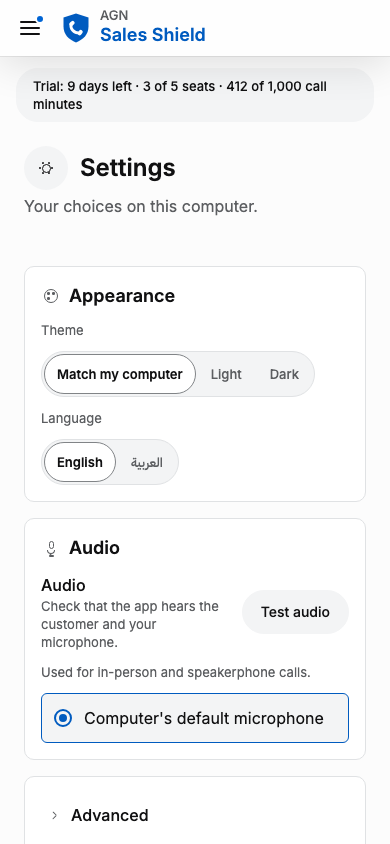 AGN
Sales Shield
Trial: 9 days left · 3 of 5 seats · 412 of 1,000 call
minutes
Settings
Your choices on this computer.
Appearance
Theme
Match my computer Light Dark
Language
English العربية
Audio
Audio
Check that the app hears the
customer and your
microphone.
Test audio
Used for in-person and speakerphone calls.
Computer's default microphone
Advanced